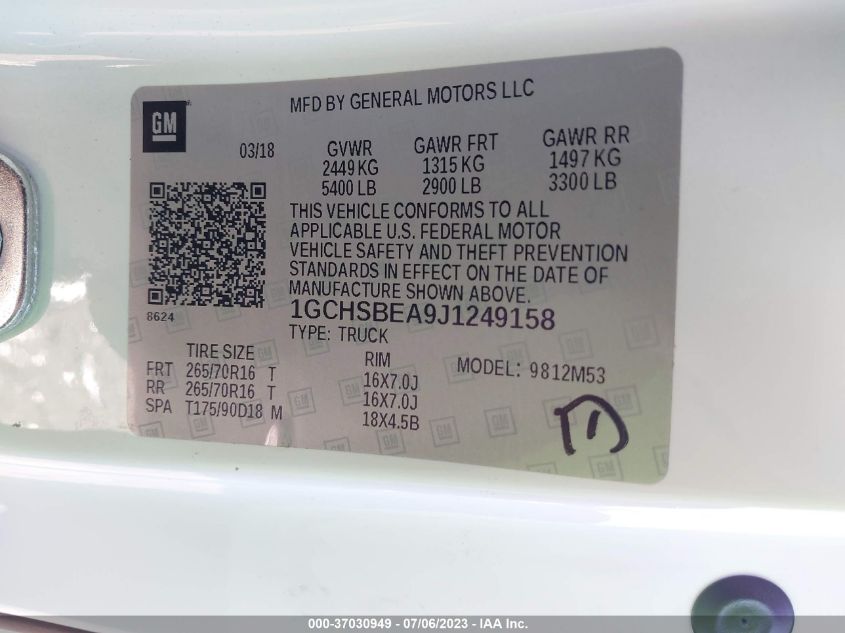 MFD BY GENERAL MOTORS LLC
GM
03/18
GVWR GAWR FRT GAWR RR
2449 KG 1315 KG 1497 KG
5400 LB 2900 LB 3300 LB
THIS VEHICLE CONFORMS TO ALL
APPLICABLE U.S. FEDERAL MOTOR
VEHICLE SAFETY AND THEFT PREVENTION
STANDARDS IN EFFECT ON THE DATE OF
MANUFACTURE SHOWN ABOVE.
8624
1GCHSBEA9J1249158
TYPE: TRUCK
TIRE SIZE RIM MODEL: 9812M53
FRT 265/70R16 T 16X7.0J
RR 265/70R16 T 16X7.0J
SPA T175/90D18 M 18X4.5B
000-37030949 - 07/06/2023 - IAA Inc.